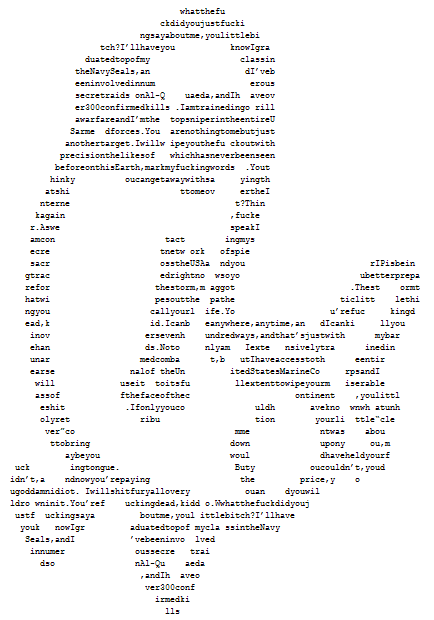 whatthefu
ckdidyoujustfucki
ngsayaboutme,youlittlebi
tch?I'llhaveyou knowIgra
duatedtopofmy classin
theNavySeals,an dI'veb
eeninvolvedinnum erous
secretraids onAl-Q uaeda,andIh aveov
er300confirmedkills .Iamtrainedingo rill
awarfareandI'mthe topsniperintheentireU
Sarme dforces.You arenothingtomebutjust
anothertarget.Iwillw ipeyouthefu ckoutwith
precisionthelikesof whichhasneverbeenseen
beforeonthisEarth,markmyfuckingwords .Yout
hinky oucangetawaywithsa yingth
atshi ttomeov ertheI
nterne t?Thin
kagain ,fucke
r.Aswe speakI
amcon tact ingmys
ecre tnetw ork ofspie
sacr osstheUSAa ndyou rIPisbein
gtrac edrightno wsoyo ubetterprepa
refor thestorm,m aggot .Thest ormt
hatwi pesoutthe pathe ticlitt lethi
ngyou callyourl ife.Yo u'refuc kingd
ead,k id.Icanb eanywhere,anytime,an dIcanki llyou
inov ersevenh undredways,andthat'sjustwith mybar
ehan ds.Noto nlyam Iexte nsivelytra inedin
unar medcomba t,b utIhaveaccesstoth eentir
earse nalof theUn itedStatesMarineCo rpsandI
will useit toitsfu llextenttowipeyourm iserable
assof fthefaceofthec ontinent ,youlittl
eshit .Ifonlyyouco uldh avekno wnwh atunh
olyret ribu tion yourli ttle"cle
ver"co mme ntwas abou
ttobring down upony ou,m
aybeyou woul dhaveheldyourf
uck ingtongue. Buty oucouldn't,youd
idn't,a ndnowyou'repaying the price,y o
ugoddamnidiot. Iwillshitfuryallovery ouan dyouwil
ldro wninit.You'ref uckingdead,kidd o.Wwhatthefuckdidyouj
ustf uckingsaya boutme,youl ittlebitch?I'llhave
youk nowIgr aduatedtopof mycla ssintheNavy
Seals,andI 'vebeeninvo lved
innumer oussecre trai
dso nAl-Qu aeda
,andIh aveo
ver300conf
irmedki
lls